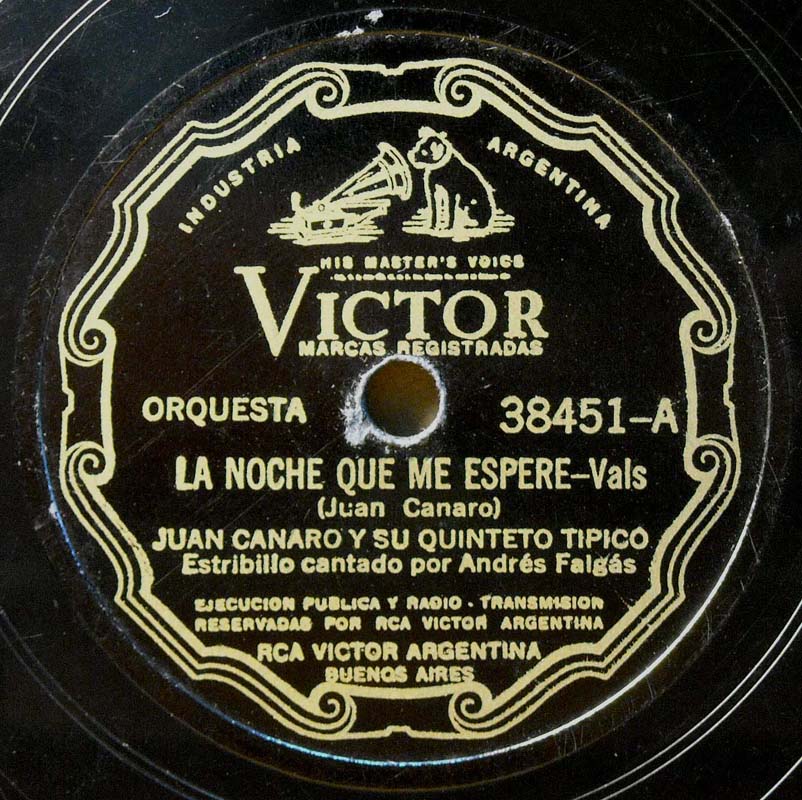 INDUSTRIA ARGENTINA
HIS MASTER'S VOICE
VICTOR
MARCAS REGISTRADAS
ORQUESTA 38451-A
LA NOCHE QUE ME ESPERE-Vals
(Juan Canaro)
JUAN CANARO Y SU QUINTETO TIPICO
Estribillo cantado por Andrés Falgás
EJECUCION PUBLICA Y RADIO - TRANSMISION
RESERVADAS POR RCA VICTOR ARGENTINA
RCA VICTOR ARGENTINA
BUENOS AIRES